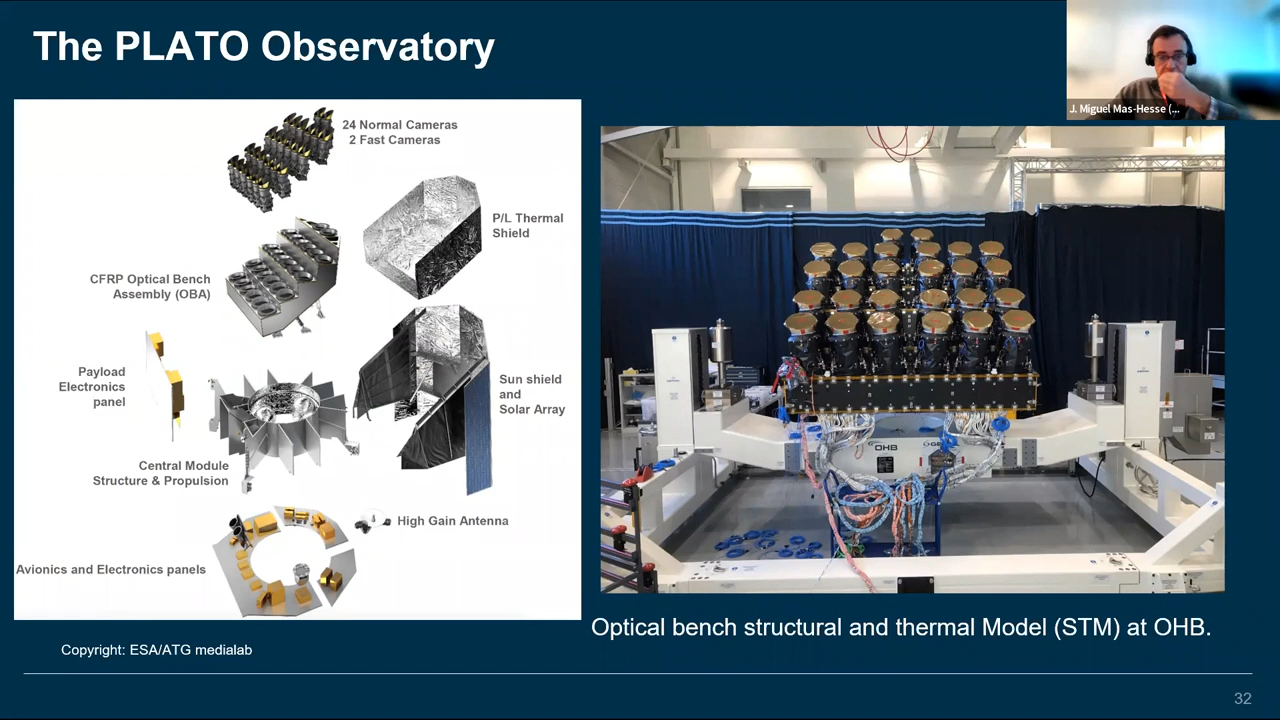 The PLATO Observatory
J. Miguel Mas-Hesse (...
24 Normal Cameras
2 Fast Cameras
P/L Thermal
Shield
CFRP Optical Bench
Assembly (OBA)
Payload
Electronics
panel
Sun shield
and
Solar Array
Central Module
Structure & Propulsion
High Gain Antenna
Avionics and Electronics panels
OHB
Optical bench structural and thermal Model (STM) at OHB.
Copyright: ESA/ATG medialab
32